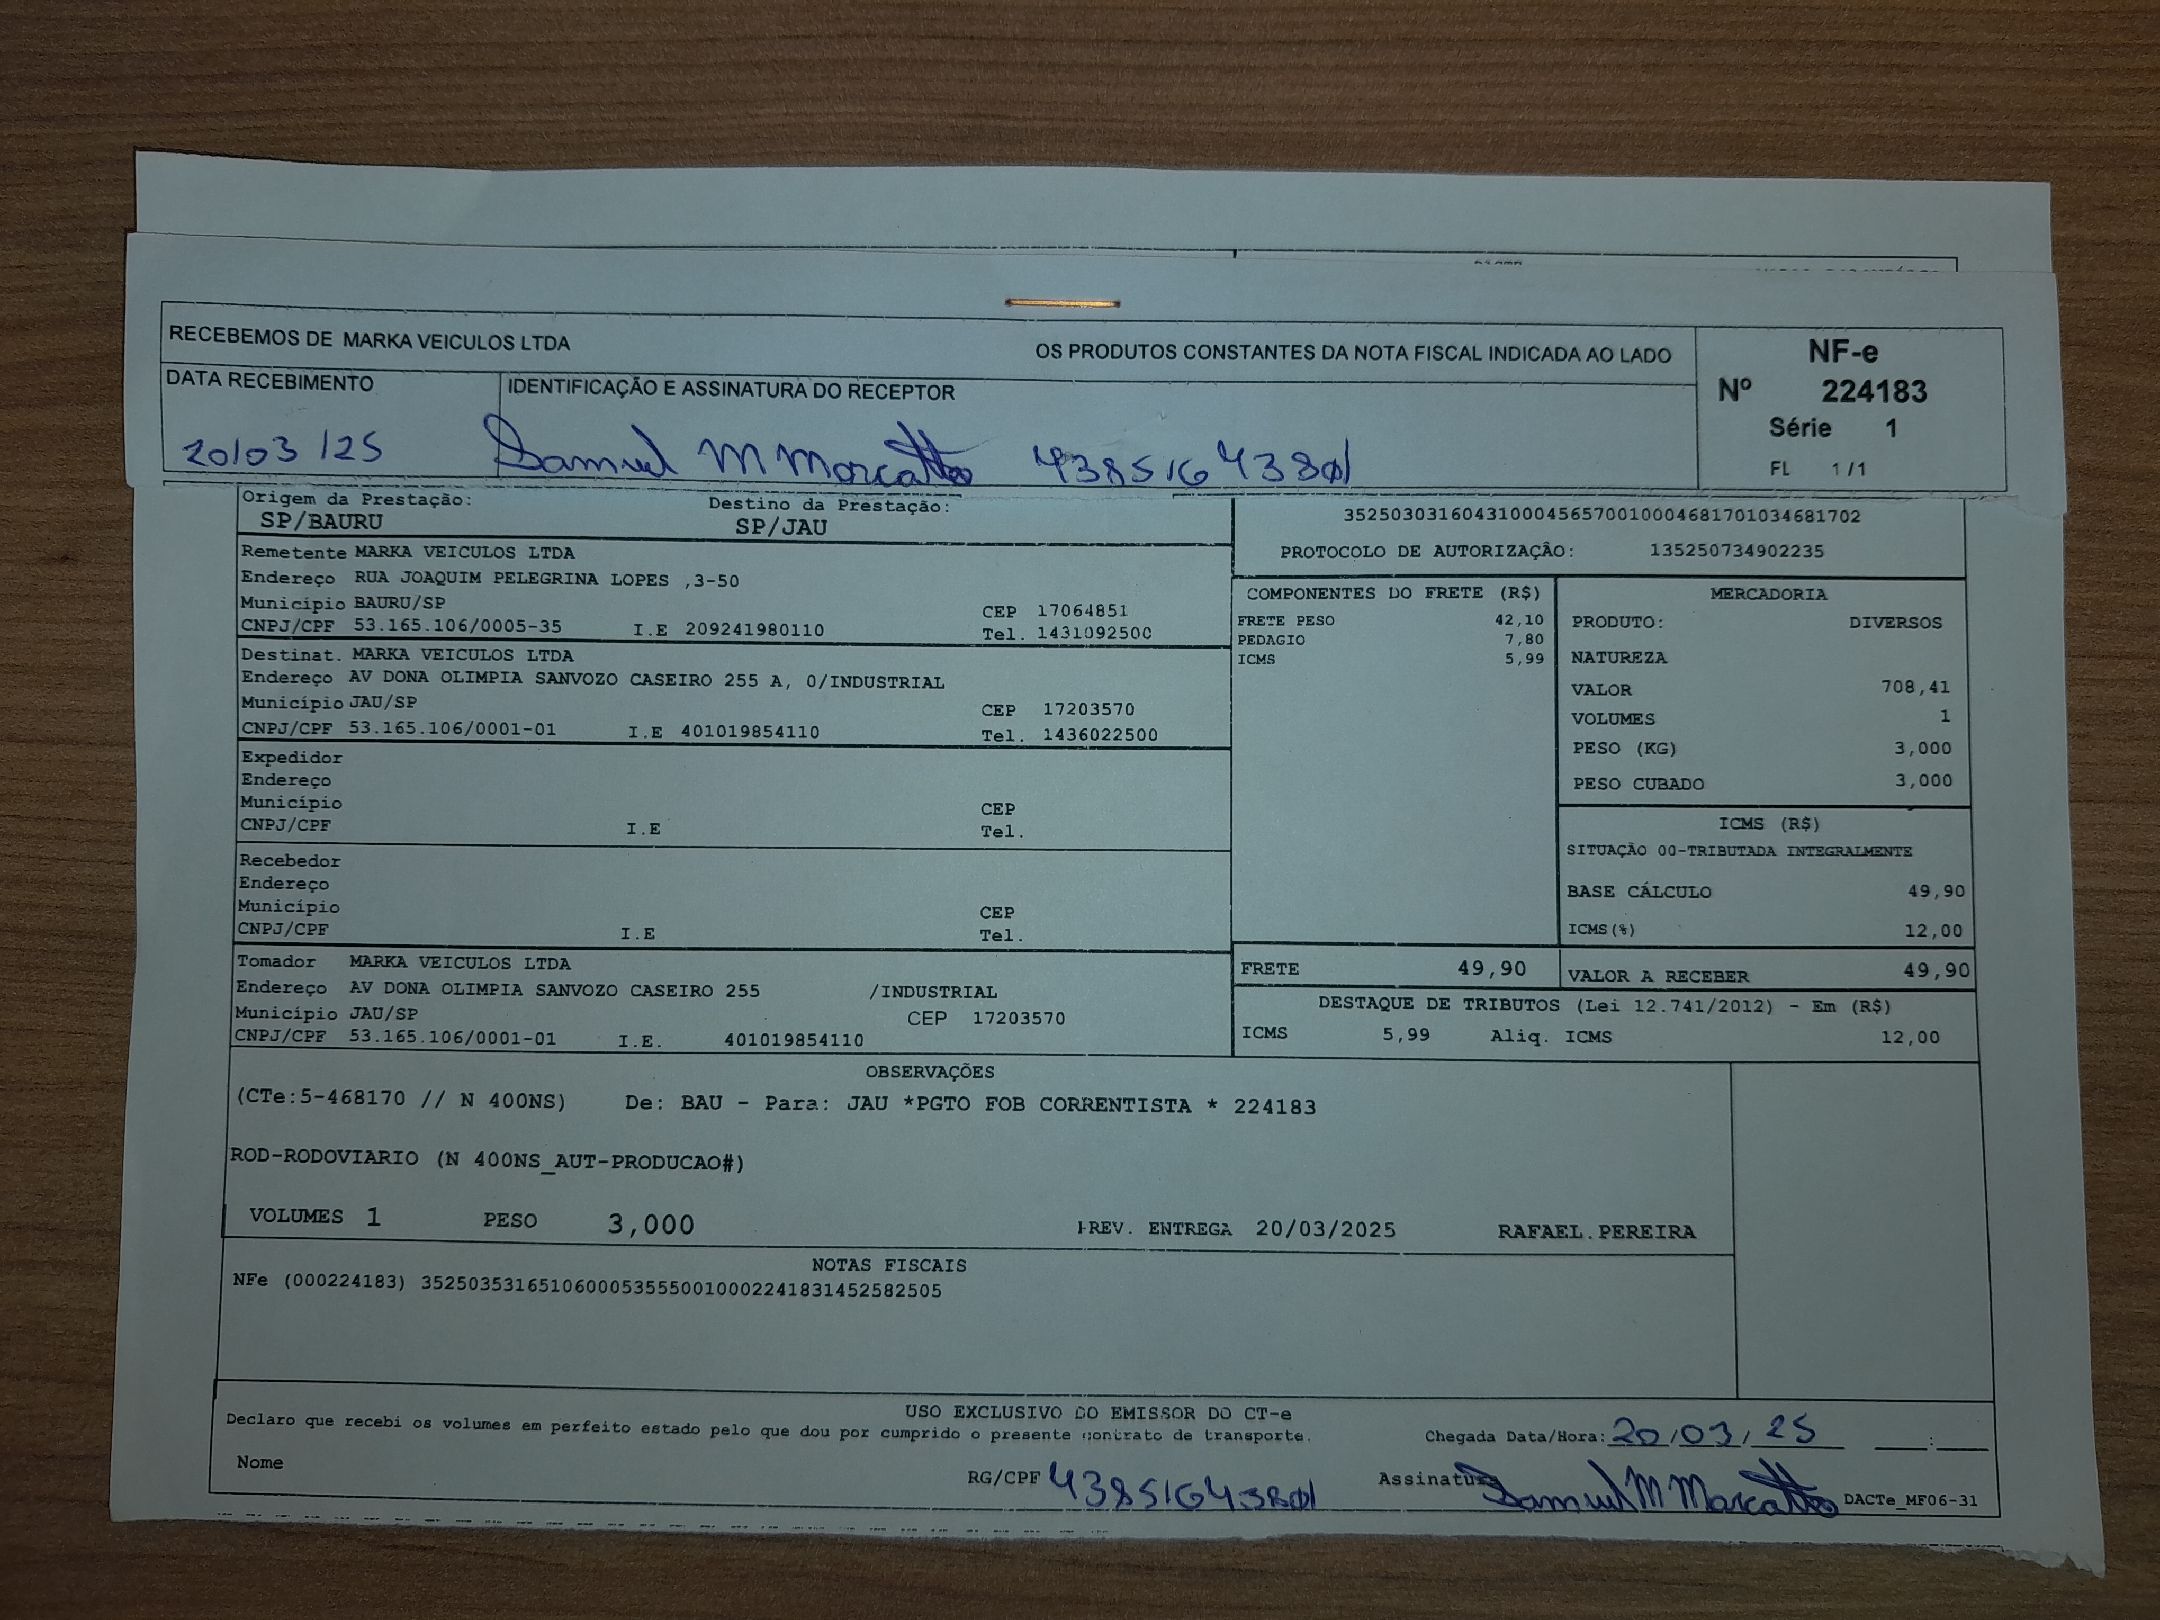 RECEBEMOS DE MARKA VEICULOS LTDA OS PRODUTOS CONSTANTES DA NOTA FISCAL INDICADA AO LADO
NF-e
Nº 224183
Série 1
FL 1/1
DATA RECEBIMENTO IDENTIFICAÇÃO E ASSINATURA DO RECEPTOR
20/03/25 Samuel M Marcatto
Origem da Prestação: Destino da Prestação:
SP/BAURU SP/JAU
35250303160431000456570010004681701034681702
PROTOCOLO DE AUTORIZAÇÃO: 135250734902235
Remetente MARKA VEICULOS LTDA
Endereço RUA JOAQUIM PELEGRINA LOPES ,3-50
Município BAURU/SP CEP 17064851
CNPJ/CPF 53.165.106/0005-35 I.E 209241980110 Tel. 1431092500
Destinat. MARKA VEICULOS LTDA
Endereço AV DONA OLIMPIA SANVOZO CASEIRO 255 A, 0/INDUSTRIAL
Município JAU/SP CEP 17203570
CNPJ/CPF 53.165.106/0001-01 I.E 401019854110 Tel. 1436022500
Expedidor
Endereço
Município CEP
CNPJ/CPF I.E Tel.
Recebedor
Endereço
Município CEP
CNPJ/CPF I.E Tel.
Tomador MARKA VEICULOS LTDA
Endereço AV DONA OLIMPIA SANVOZO CASEIRO 255 /INDUSTRIAL
Município JAU/SP CEP 17203570
CNPJ/CPF 53.165.106/0001-01 I.E. 401019854110
COMPONENTES DO FRETE (R$)
FRETE PESO 42,10
PEDAGIO 7,80
ICMS 5,99
MERCADORIA
PRODUTO: DIVERSOS
NATUREZA
VALOR 708,41
VOLUMES 1
PESO (KG) 3,000
PESO CUBADO 3,000
ICMS (R$)
SITUAÇÃO 00-TRIBUTADA INTEGRALMENTE
BASE CÁLCULO 49,90
ICMS(%) 12,00
FRETE 49,90 VALOR A RECEBER 49,90
DESTAQUE DE TRIBUTOS (Lei 12.741/2012) - Em (R$)
ICMS 5,99 Aliq. ICMS 12,00
OBSERVAÇÕES
(CTe:5-468170 // N 400NS) De: BAU - Para: JAU *PGTO FOB CORRENTISTA * 224183
ROD-RODOVIARIO (N 400NS_AUT-PRODUCAO#)
VOLUMES 1 PESO 3,000 PREV. ENTREGA 20/03/2025 RAFAEL.PEREIRA
NOTAS FISCAIS
NFe (000224183) 35250353165106000535550010002241831452582505
USO EXCLUSIVO DO EMISSOR DO CT-e
Declaro que recebi os volumes em perfeito estado pelo que dou por cumprido o presente contrato de transporte.
Chegada Data/Hora: 20/03/25 __:__
Nome RG/CPF Assinatura Samuel M Marcatto DACTe_MF06-31